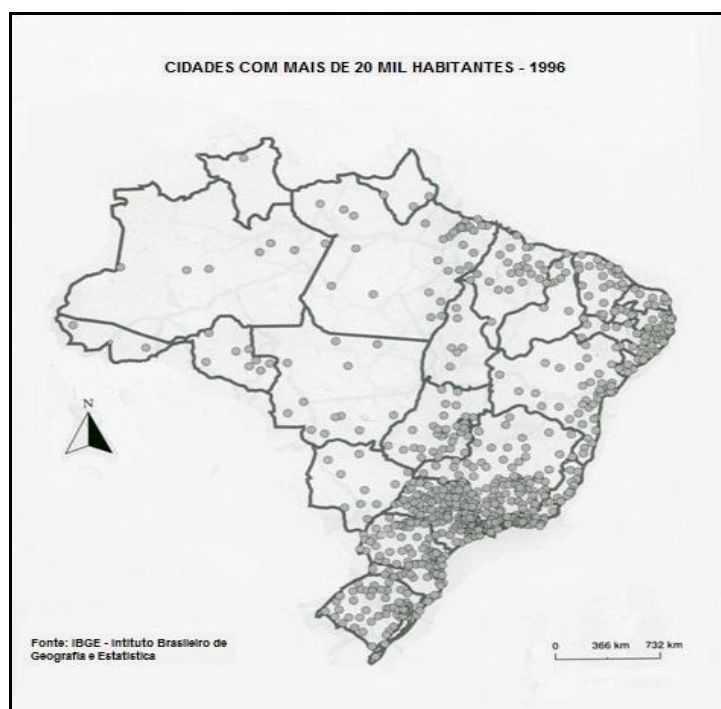 CIDADES COM MAIS DE 20 MIL HABITANTES - 1996
N
Fonte: IBGE - Intituto Brasileiro de
Geografia e Estatistica
0 366 km 732 km